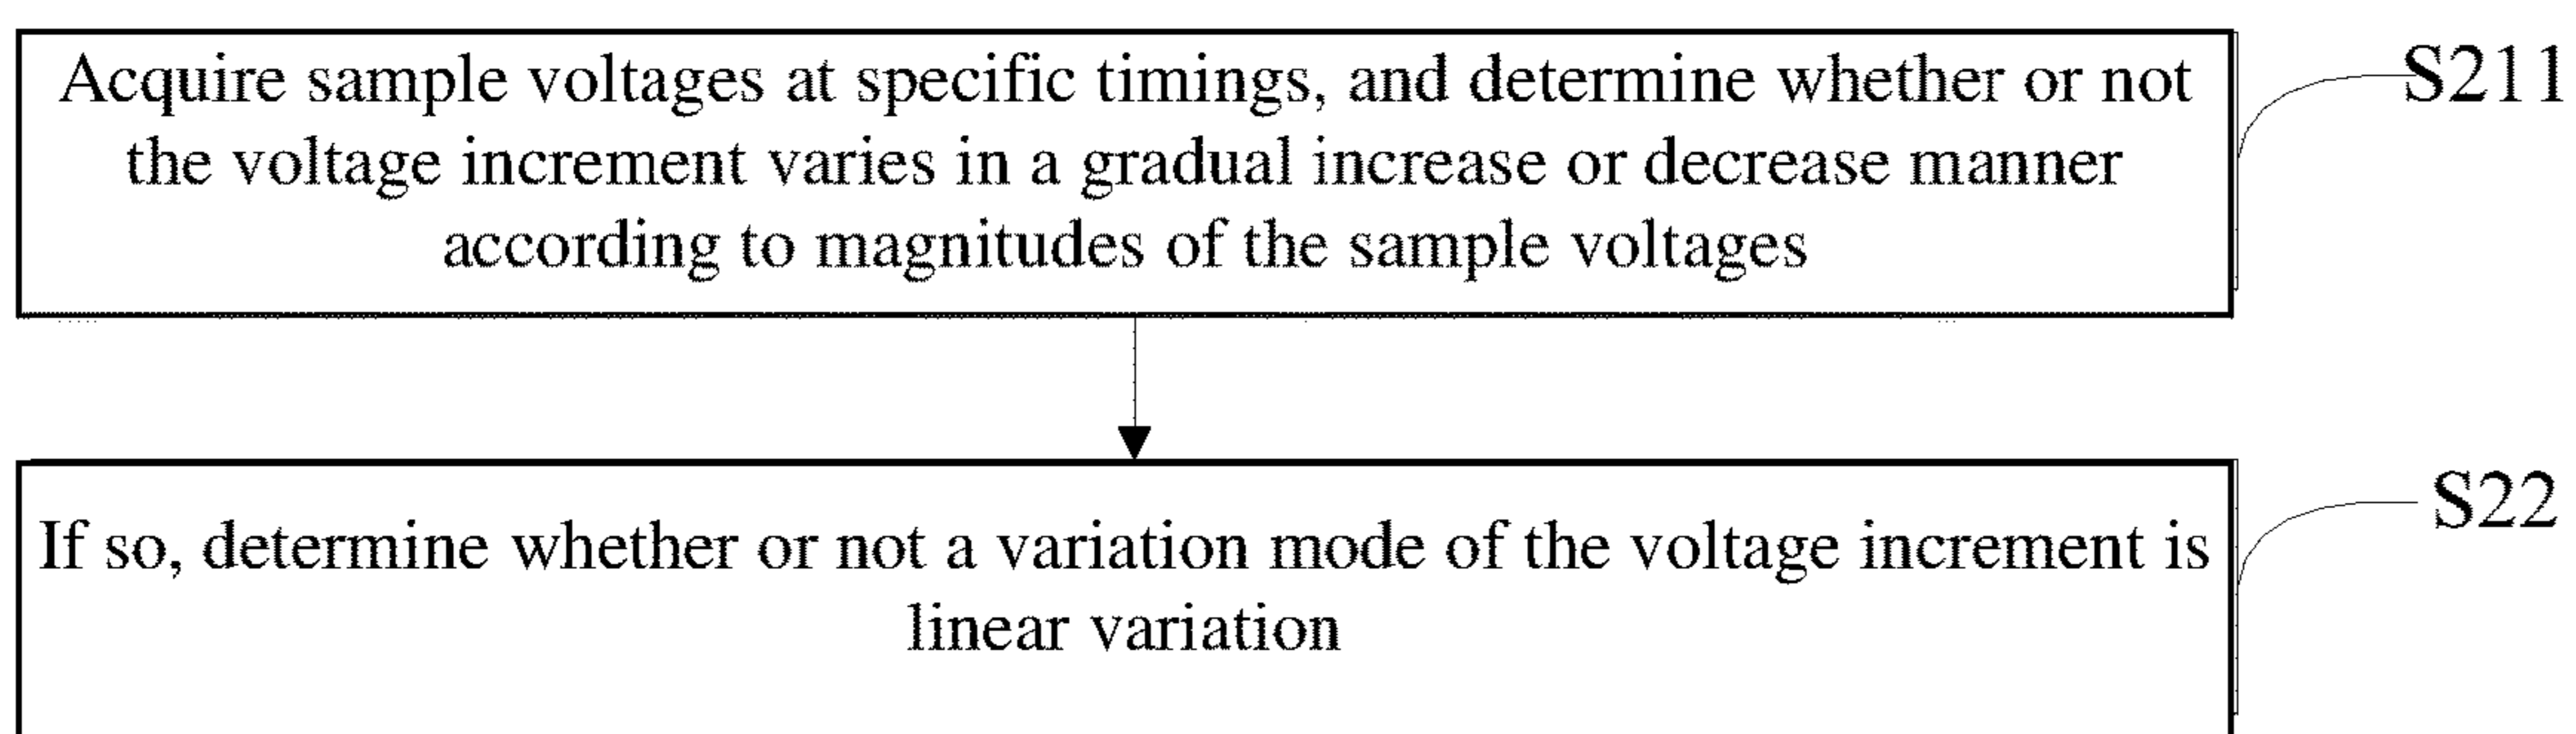 Acquire sample voltages at specific timings, and determine whether or not
the voltage increment varies in a gradual increase or decrease manner
according to magnitudes of the sample voltages
S211
If so, determine whether or not a variation mode of the voltage increment is
linear variation
S22